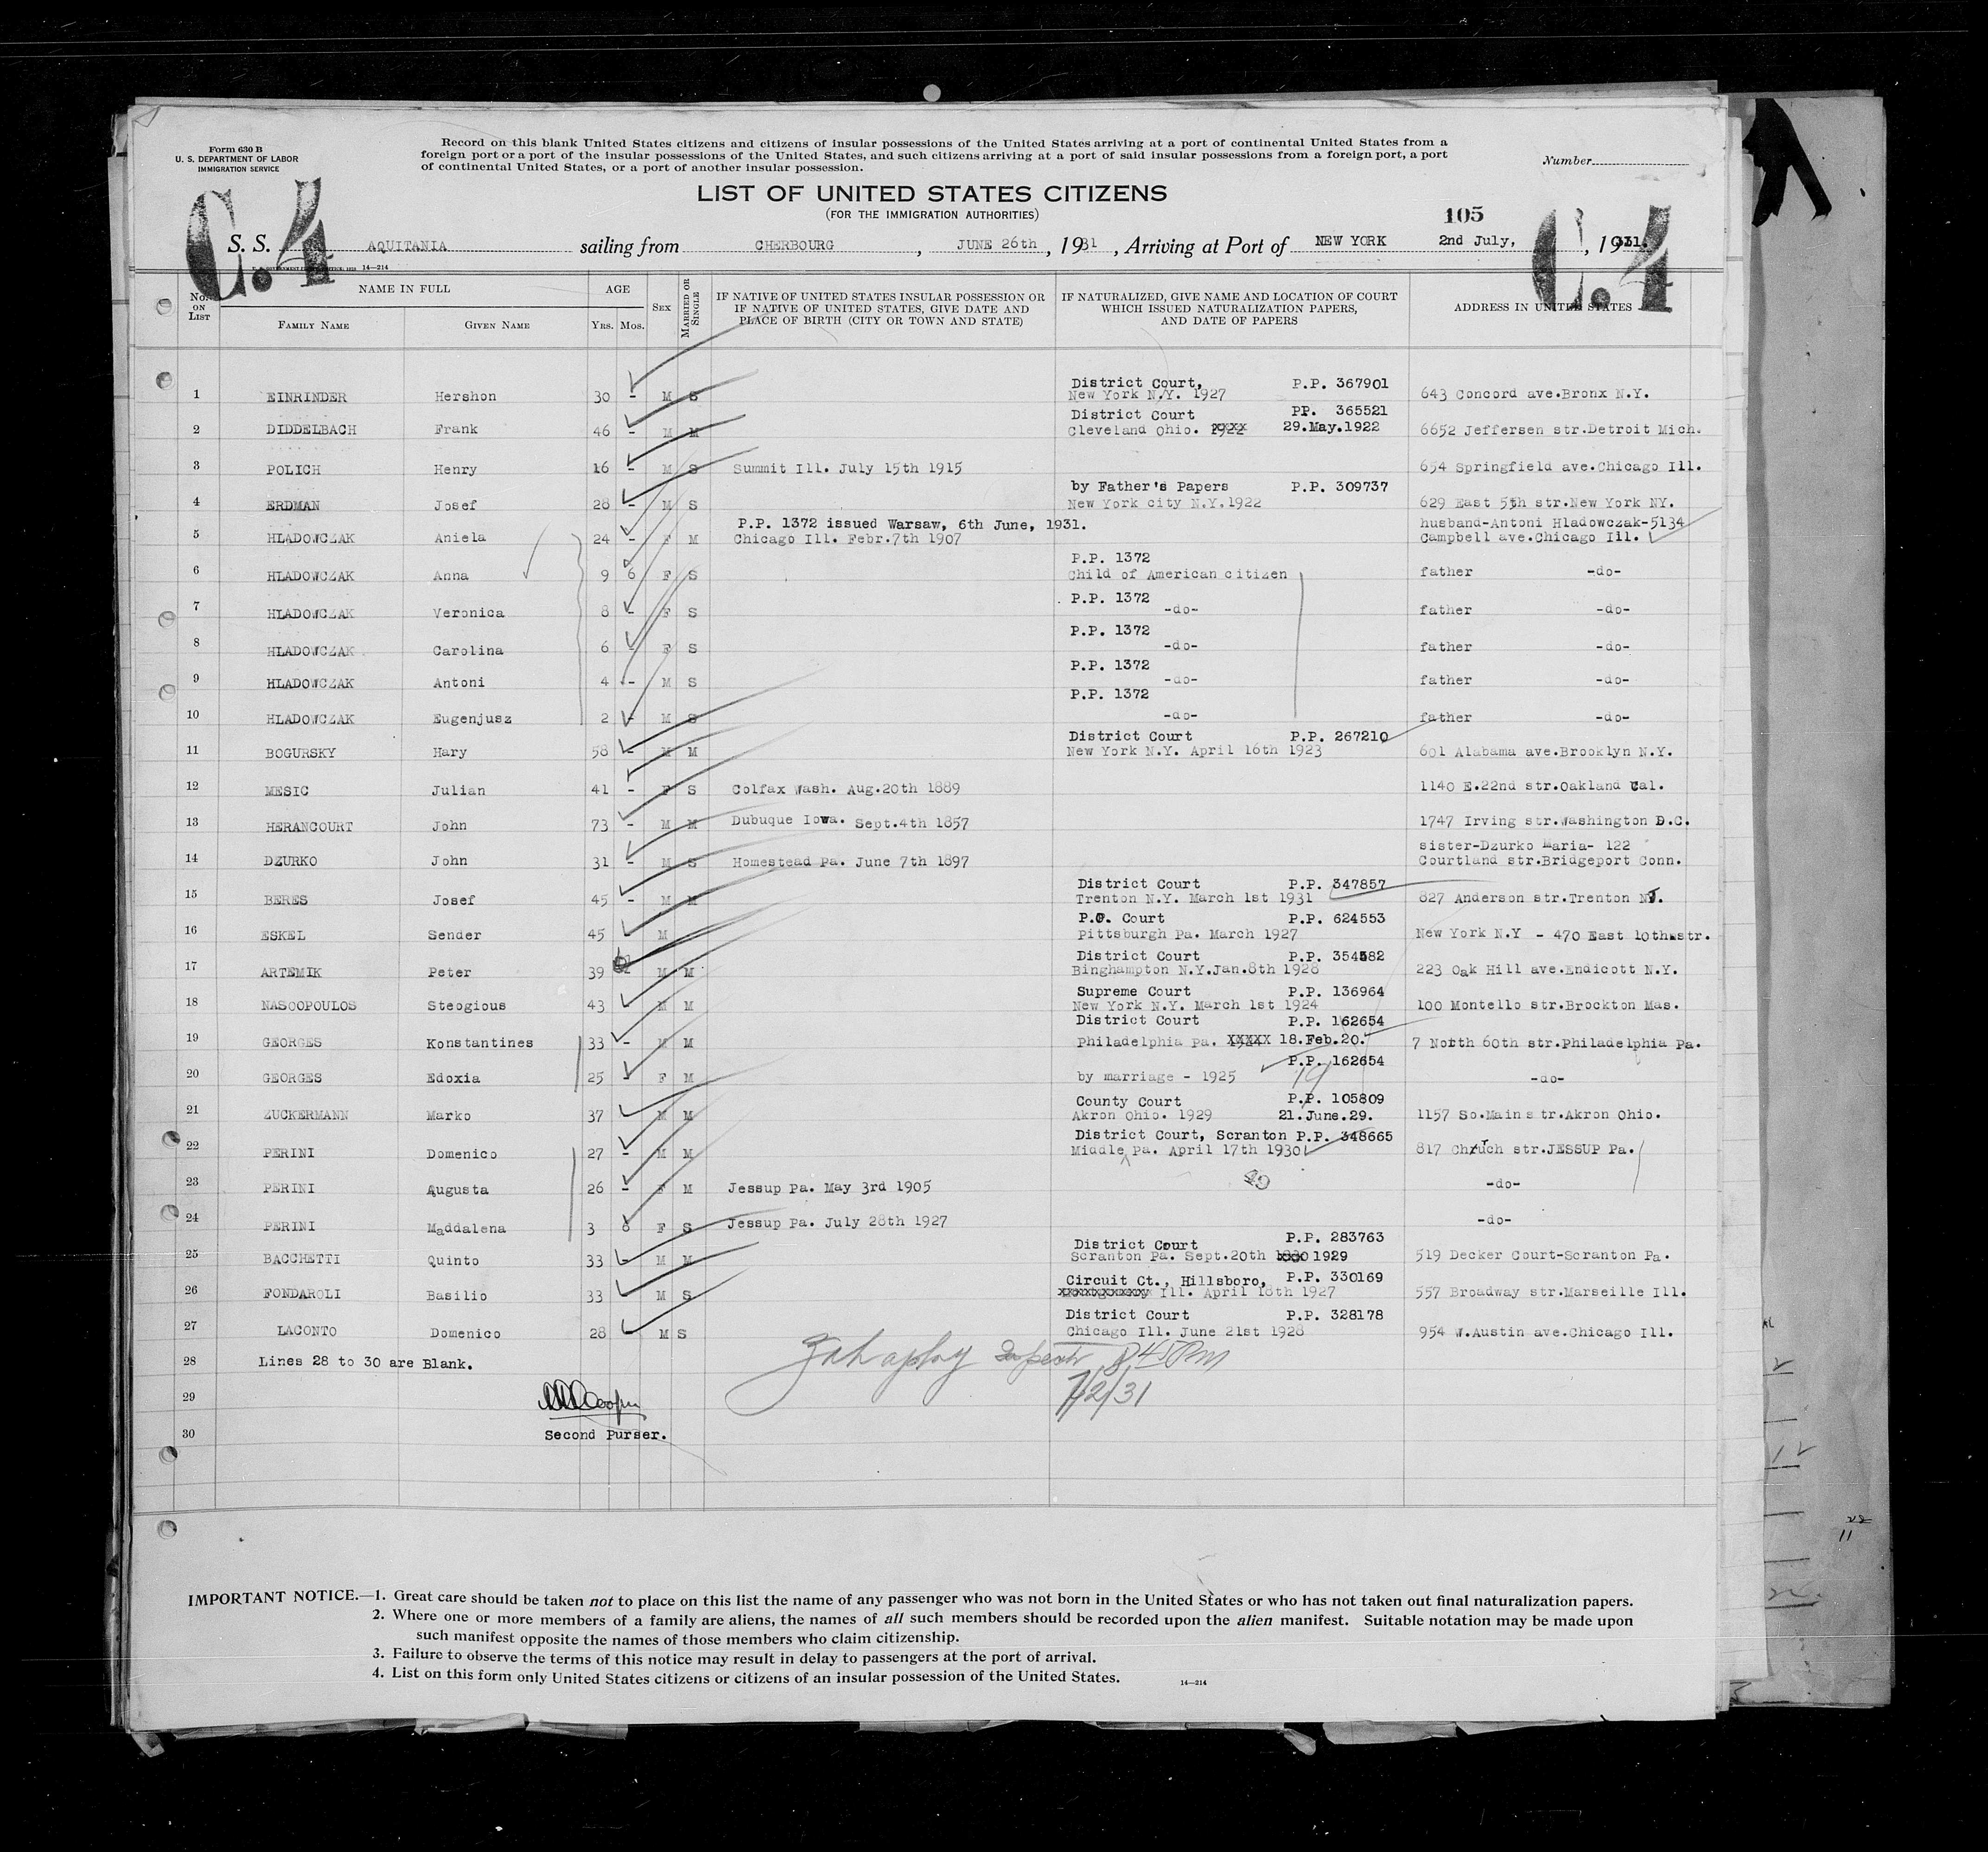 Form 630 B
U. S. DEPARTMENT OF LABOR
IMMIGRATION SERVICE
Record on this blank United States citizens and citizens of insular possessions of the United States arriving at a port of continental United States from a
foreign port or a port of the insular possessions of the United States, and such citizens arriving at a port of said insular possessions from a foreign port, a port
of continental United States, or a port of another insular possession.
Number
LIST OF UNITED STATES CITIZENS
(FOR THE IMMIGRATION AUTHORITIES)
C.4
105
C.4
S. S. AQUITANIA sailing from CHERBOURG, JUNE 26th, 1931, Arriving at Port of NEW YORK 2nd July, 1931.
14—214
No. ON LIST
NAME IN FULL
FAMILY NAME GIVEN NAME
AGE
YRS. MOS.
SEX
MARRIED OR SINGLE
IF NATIVE OF UNITED STATES INSULAR POSSESSION OR
IF NATIVE OF UNITED STATES, GIVE DATE AND
PLACE OF BIRTH (CITY OR TOWN AND STATE)
IF NATURALIZED, GIVE NAME AND LOCATION OF COURT
WHICH ISSUED NATURALIZATION PAPERS,
AND DATE OF PAPERS
ADDRESS IN UNITED STATES
District Court, P.P. 367901
1 EINRINDER Hershon 30 - M S New York N.Y. 1927 643 Concord ave.Bronx N.Y.
District Court PP. 365521
2 DIDDELBACH Frank 46 - M M Cleveland Ohio. 1922 29.May.1922 6652 Jeffersen str.Detroit Mich.
3 POLICH Henry 16 - M S Summit Ill. July 15th 1915 654 Springfield ave.Chicago Ill.
by Father's Papers P.P. 309737
4 ERDMAN Josef 28 - M S New York city N.Y.1922 629 East 5th str.New York NY.
P.P. 1372 issued Warsaw, 6th June, 1931. husband-Antoni Hladowczak-5134
5 HLADOWCZAK Aniela 24 - F M Chicago Ill. Febr.7th 1907 Campbell ave.Chicago Ill.
P.P. 1372
6 HLADOWCZAK Anna 9 6 F S Child of American citizen father -do-
P.P. 1372
7 HLADOWCZAK Veronica 8 - F S -do- father -do-
P.P. 1372
8 HLADOWCZAK Carolina 6 - F S -do- father -do-
P.P. 1372
9 HLADOWCZAK Antoni 4 - M S -do- father -do-
P.P. 1372
10 HLADOWCZAK Eugenjusz 2 - M S -do- father -do-
District Court P.P. 267210
11 BOGURSKY Hary 58 - M M New York N.Y. April 16th 1923 601 Alabama ave.Brooklyn N.Y.
12 MESIC Julian 41 - F S Colfax Wash. Aug.20th 1889 1140 E.22nd str.Oakland Cal.
13 HERANCOURT John 73 - M M Dubuque Iowa. Sept.4th 1857 1747 Irving str.Washington D.C.
sister-Dzurko Maria- 122
14 DZURKO John 31 - M S Homestead Pa. June 7th 1897 Courtland str.Bridgeport Conn.
District Court P.P. 347857
15 BERES Josef 45 - M M Trenton N.Y. March 1st 1931 827 Anderson str.Trenton NJ.
P.O. Court P.P. 624553
16 ESKEL Sender 45 - M Pittsburgh Pa. March 1927 New York N.Y - 470 East 10th str.
District Court P.P. 354582
17 ARTEMIK Peter 39 M M Binghampton N.Y.Jan.8th 1928 223 Oak Hill ave.Endicott N.Y.
Supreme Court P.P. 136964
18 NASCOPOULOS Steogious 43 - M M New York N.Y. March 1st 1924 100 Montello str.Brockton Mas.
District Court P.P. 162654
19 GEORGES Konstantines 33 - M M Philadelphia Pa. XXXXX 18.Feb.20. 7 North 60th str.Philadelphia Pa.
P.P. 162654
20 GEORGES Edoxia 25 - F M by marriage - 1925 19 -do-
County Court P.P. 105809
21 ZUCKERMANN Marko 37 M M Akron Ohio. 1929 21.June.29. 1157 So.Main str.Akron Ohio.
District Court, Scranton P.P. 348665
22 PERINI Domenico 27 - M M Middle Pa. April 17th 1930 817 Chruch str.JESSUP Pa.
23 PERINI Augusta 26 - F M Jessup Pa. May 3rd 1905 -do-
24 PERINI Maddalena 3 8 F S Jessup Pa. July 28th 1927 -do-
District Court P.P. 283763
25 BACCHETTI Quinto 33 - M M Scranton Pa. Sept.20th 1929 519 Decker Court-Scranton Pa.
Circuit Ct., Hillsboro, P.P. 330169
26 FONDAROLI Basilio 33 M S xxxxxxxxxxxx Ill. April 18th 1927 557 Broadway str.Marseille Ill.
District Court P.P. 328178
27 LACONTO Domenico 28 - M S Chicago Ill. June 21st 1928 954 W.Austin ave.Chicago Ill.
28 Lines 28 to 30 are Blank.
29 7/2/31
30 Second Purser.
IMPORTANT NOTICE.—1. Great care should be taken not to place on this list the name of any passenger who was not born in the United States or who has not taken out final naturalization papers.
2. Where one or more members of a family are aliens, the names of all such members should be recorded upon the alien manifest. Suitable notation may be made upon
such manifest opposite the names of those members who claim citizenship.
3. Failure to observe the terms of this notice may result in delay to passengers at the port of arrival.
4. List on this form only United States citizens or citizens of an insular possession of the United States.
14—214